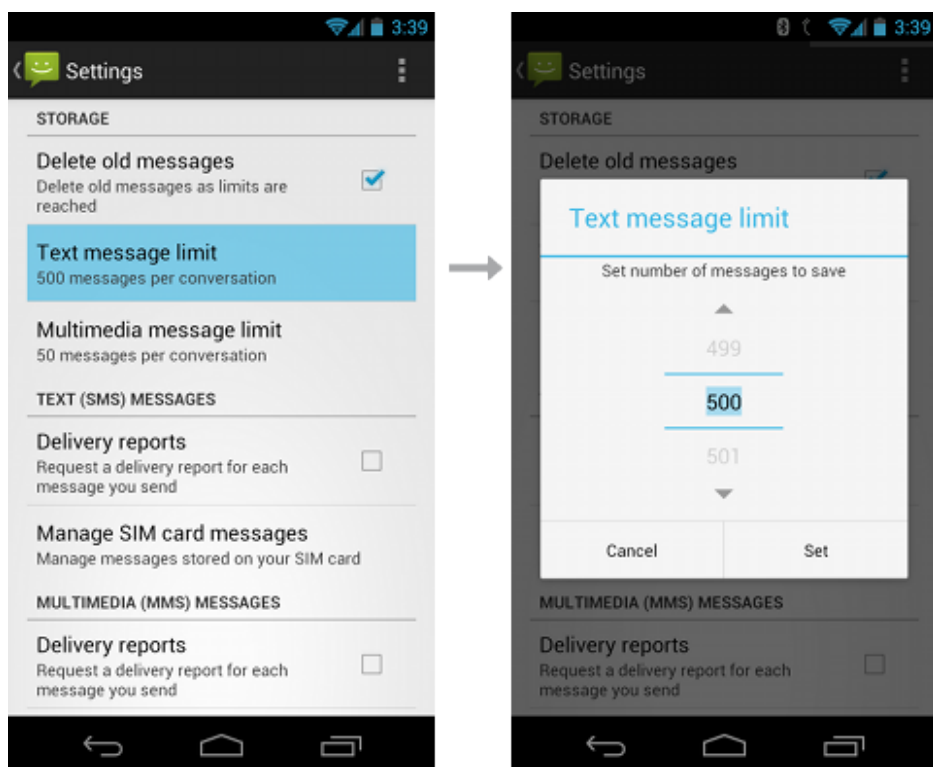 3:39
Settings
STORAGE
Delete old messages
Delete old messages as limits are
reached
Text message limit
500 messages per conversation
Multimedia message limit
50 messages per conversation
TEXT (SMS) MESSAGES
Delivery reports
Request a delivery report for each
message you send
Manage SIM card messages
Manage messages stored on your SIM card
MULTIMEDIA (MMS) MESSAGES
Delivery reports
Request a delivery report for each
message you send
3:39
Settings
STORAGE
Delete old messages
Text message limit
Set number of messages to save
499
500
501
Cancel
Set
MULTIMEDIA (MMS) MESSAGES
Delivery reports
Request a delivery report for each
message you send